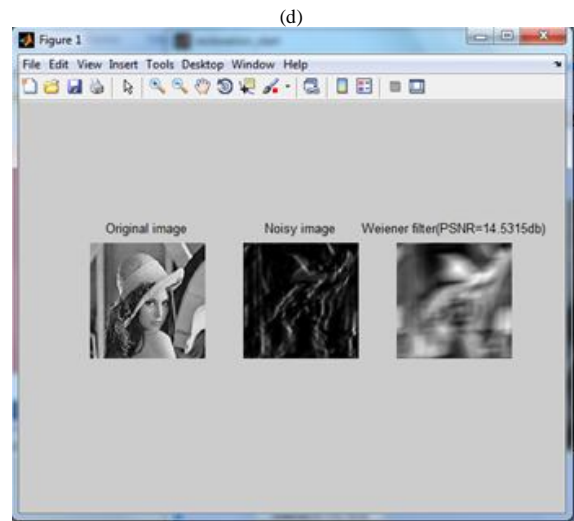 (d)
Figure 1
File Edit View Insert Tools Desktop Window Help
Original image Noisy image Weiener filter(PSNR=14.5315db)